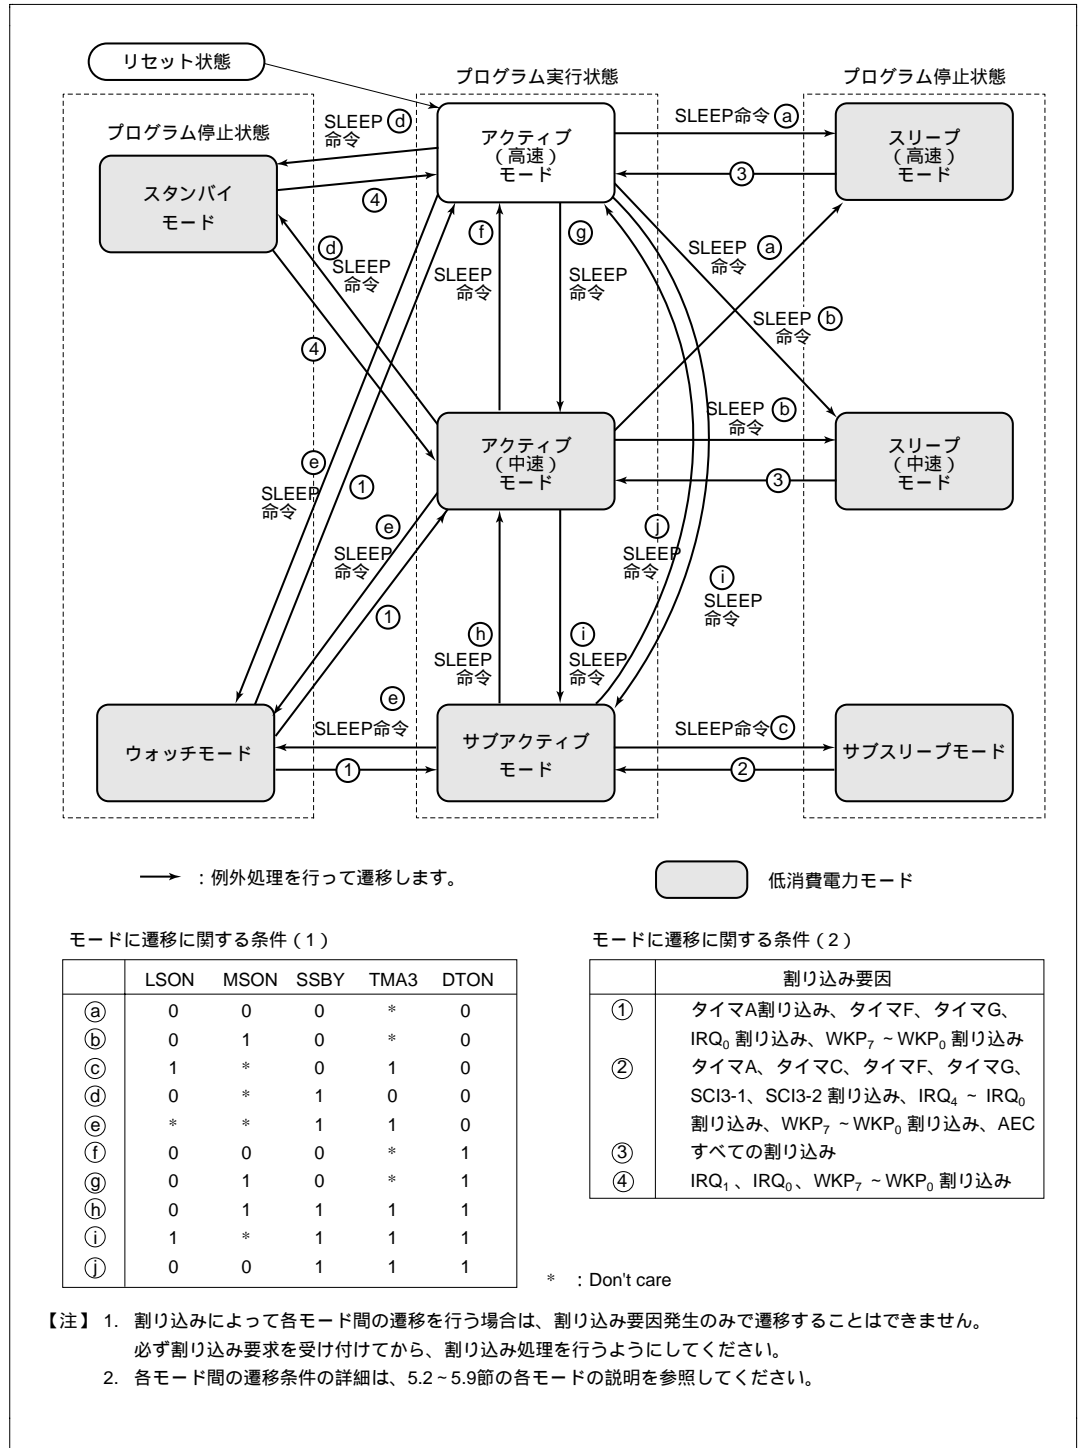 リセット状態
プログラム実行状態
プログラム停止状態
プログラム停止状態
SLEEP ⓓ
命令
アクティブ
（高速）
モード
SLEEP命令 ⓐ
スリープ
（高速）
モード
③
スタンバイ
モード
④
ⓓ
SLEEP
命令
ⓕ
SLEEP
命令
ⓖ
SLEEP
命令
SLEEP ⓐ
命令
SLEEP ⓑ
命令
④
アクティブ
（中速）
モード
SLEEP ⓑ
命令
スリープ
（中速）
モード
③
ⓔ
SLEEP
命令
①
ⓔ
SLEEP
命令
①
ⓙ
SLEEP
命令
ⓘ
SLEEP
命令
ⓗ
SLEEP
命令
ⓘ
SLEEP
命令
ウォッチモード
ⓔ
SLEEP命令
①
サブアクティブ
モード
SLEEP命令ⓒ
②
サブスリープモード
：例外処理を行って遷移します。
低消費電力モード
モードに遷移に関する条件（1）
LSON MSON SSBY TMA3 DTON
ⓐ 0 0 0 * 0
ⓑ 0 1 0 * 0
ⓒ 1 * 0 1 0
ⓓ 0 * 1 0 0
ⓔ * * 1 1 0
ⓕ 0 0 0 * 1
ⓖ 0 1 0 * 1
ⓗ 0 1 1 1 1
ⓘ 1 * 1 1 1
ⓙ 0 0 1 1 1
* ：Don't care
モードに遷移に関する条件（2）
割り込み要因
① タイマA割り込み、タイマF、タイマG、
IRQ₀ 割り込み、WKP₇ ~ WKP₀ 割り込み
② タイマA、タイマC、タイマF、タイマG、
SCI3-1、SCI3-2 割り込み、IRQ₄ ~ IRQ₀
割り込み、WKP₇ ~ WKP₀ 割り込み、AEC
③ すべての割り込み
④ IRQ₁ 、IRQ₀、WKP₇ ~ WKP₀ 割り込み
【注】 1. 割り込みによって各モード間の遷移を行う場合は、割り込み要因発生のみで遷移することはできません。
必ず割り込み要求を受け付けてから、割り込み処理を行うようにしてください。
2. 各モード間の遷移条件の詳細は、5.2 ~ 5.9節の各モードの説明を参照してください。